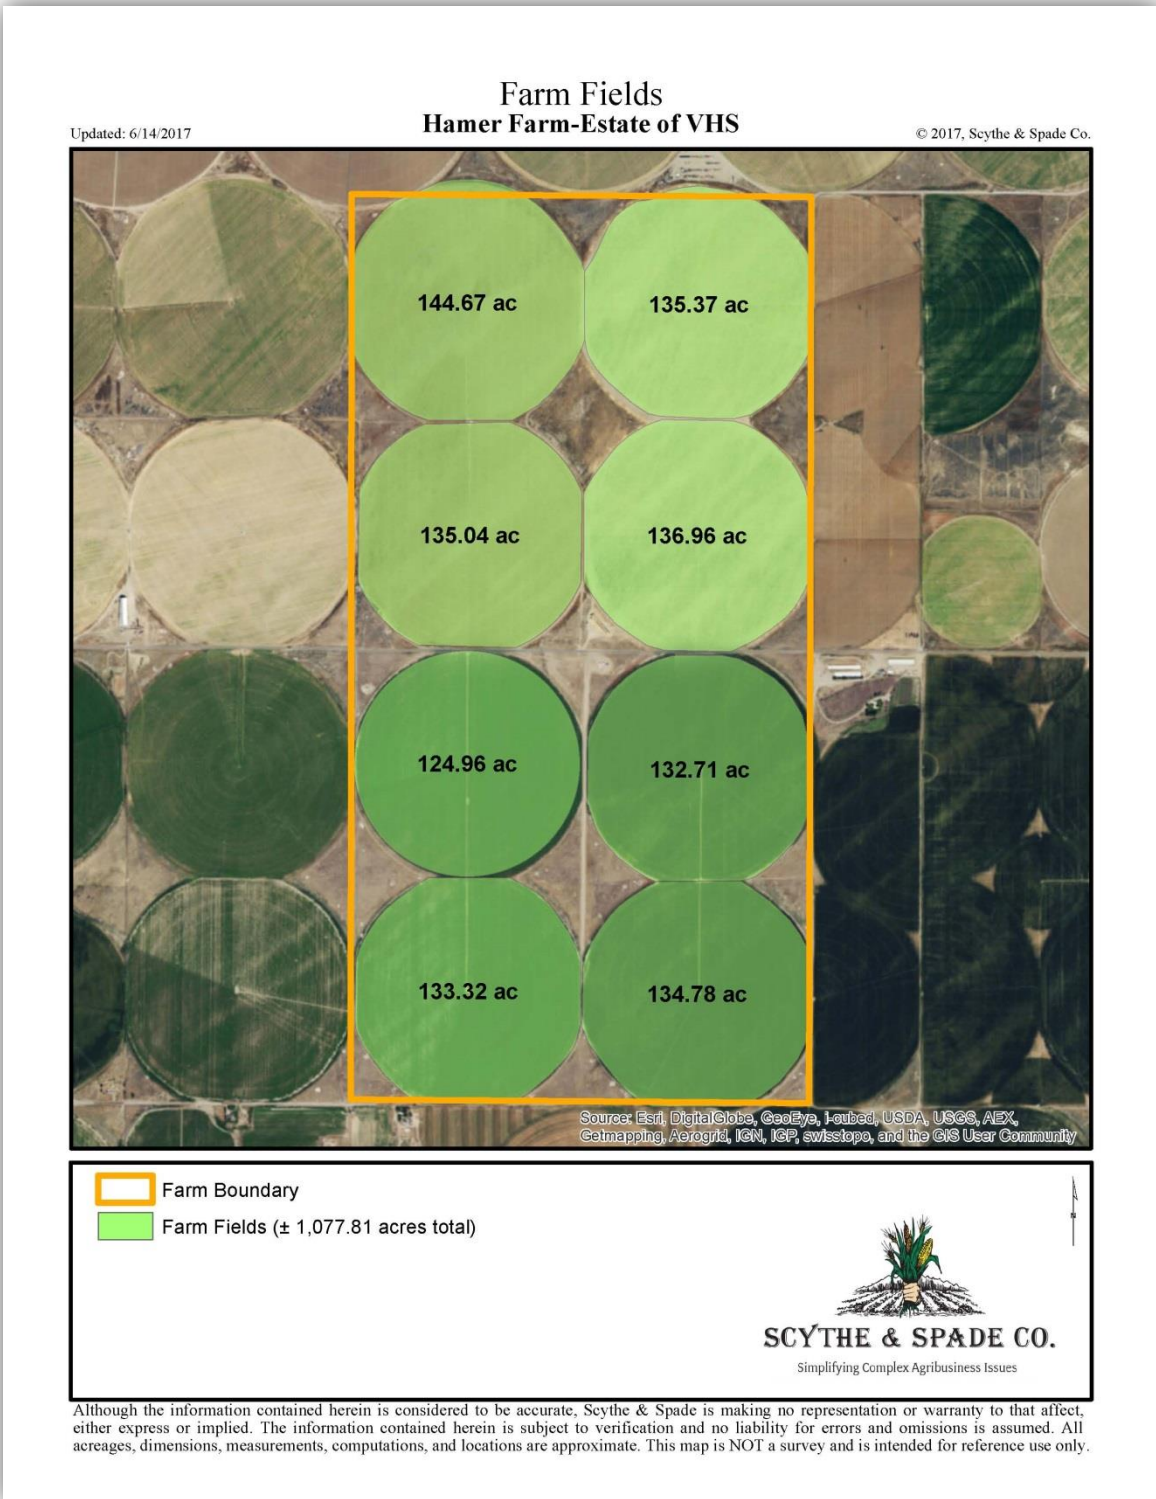 Farm Fields
Hamer Farm-Estate of VHS
Updated: 6/14/2017
© 2017, Scythe & Spade Co.
144.67 ac
135.37 ac
135.04 ac
136.96 ac
124.96 ac
132.71 ac
133.32 ac
134.78 ac
Source: Esri, DigitalGlobe, GeoEye, i-cubed, USDA, USGS, AEX,
Getmapping, Aerogrid, IGN, IGP, swisstopo, and the GIS User Community
Farm Boundary
Farm Fields (± 1,077.81 acres total)
SCYTHE & SPADE CO.
Simplifying Complex Agribusiness Issues
Although the information contained herein is considered to be accurate, Scythe & Spade is making no representation or warranty to that affect,
either express or implied. The information contained herein is subject to verification and no liability for errors and omissions is assumed. All
acreages, dimensions, measurements, computations, and locations are approximate. This map is NOT a survey and is intended for reference use only.